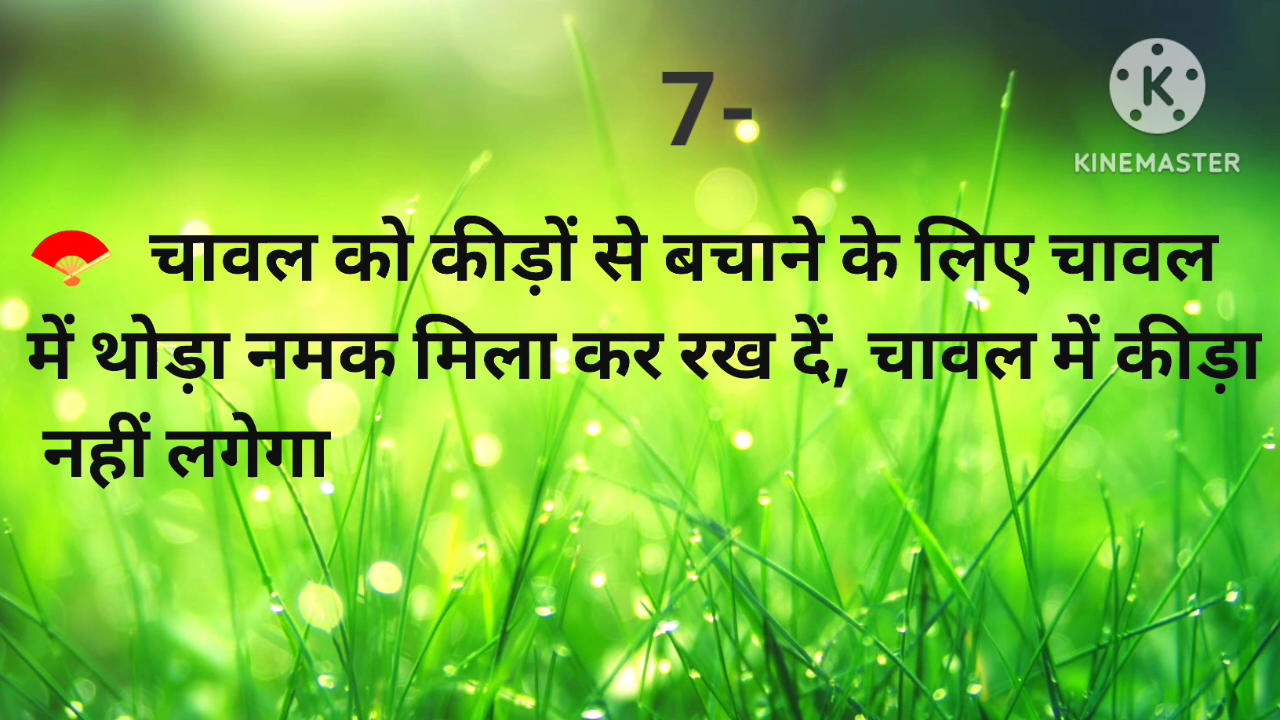 7-
KINEMASTER
चावल को कीड़ों से बचाने के लिए चावल
में थोड़ा नमक मिला कर रख दें, चावल में कीड़ा
नहीं लगेगा